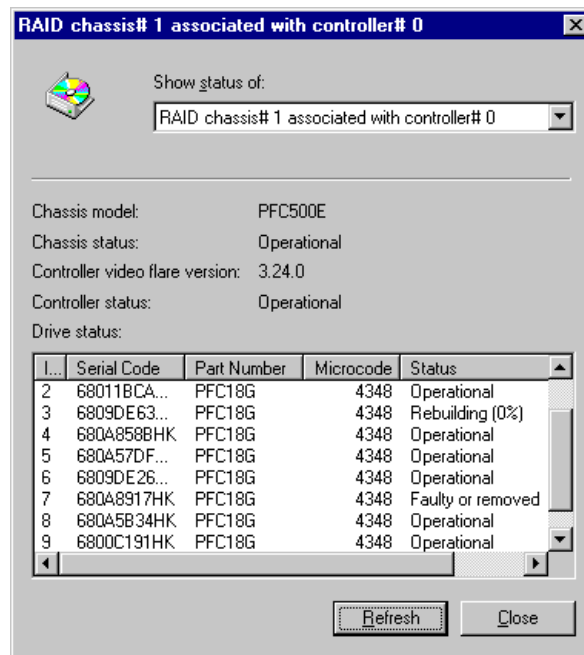 RAID chassis# 1 associated with controller# 0
Show status of:
RAID chassis# 1 associated with controller# 0
Chassis model: PFC500E
Chassis status: Operational
Controller video flare version: 3.24.0
Controller status: Operational
Drive status:
I... Serial Code Part Number Microcode Status
2 68011BCA... PFC18G 4348 Operational
3 6809DE63... PFC18G 4348 Rebuilding (0%)
4 680A858BHK PFC18G 4348 Operational
5 680A57DF... PFC18G 4348 Operational
6 6809DE26... PFC18G 4348 Operational
7 680A8917HK PFC18G 4348 Faulty or removed
8 680A5B34HK PFC18G 4348 Operational
9 6800C191HK PFC18G 4348 Operational
Refresh Close